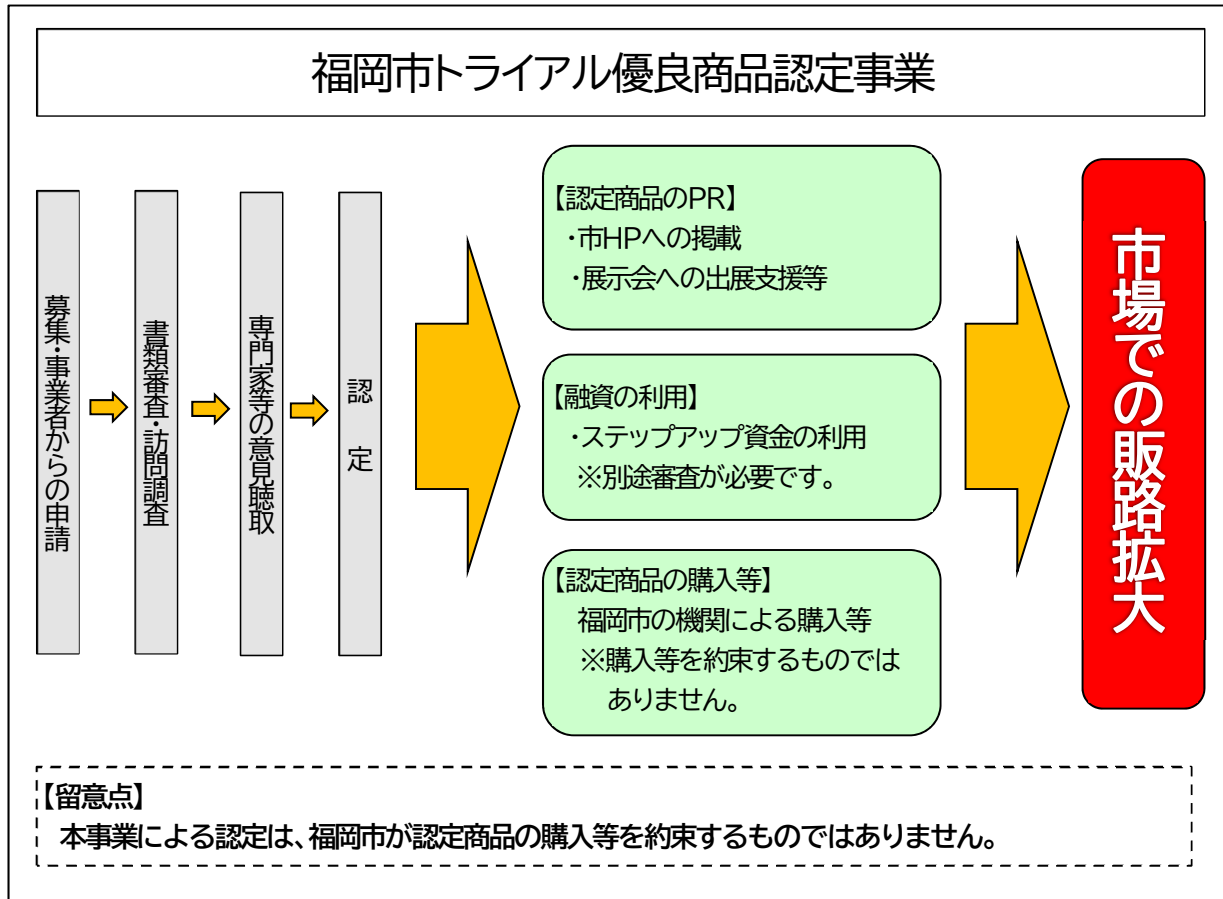 福岡市トライアル優良商品認定事業
募集・事業者からの申請
書類審査・訪問調査
専門家等の意見聴取
認定
【認定商品のPR】
・市HPへの掲載
・展示会への出展支援等
【融資の利用】
・ステップアップ資金の利用
※別途審査が必要です。
【認定商品の購入等】
福岡市の機関による購入等
※購入等を約束するものでは
ありません。
市場での販路拡大
【留意点】
本事業による認定は、福岡市が認定商品の購入等を約束するものではありません。